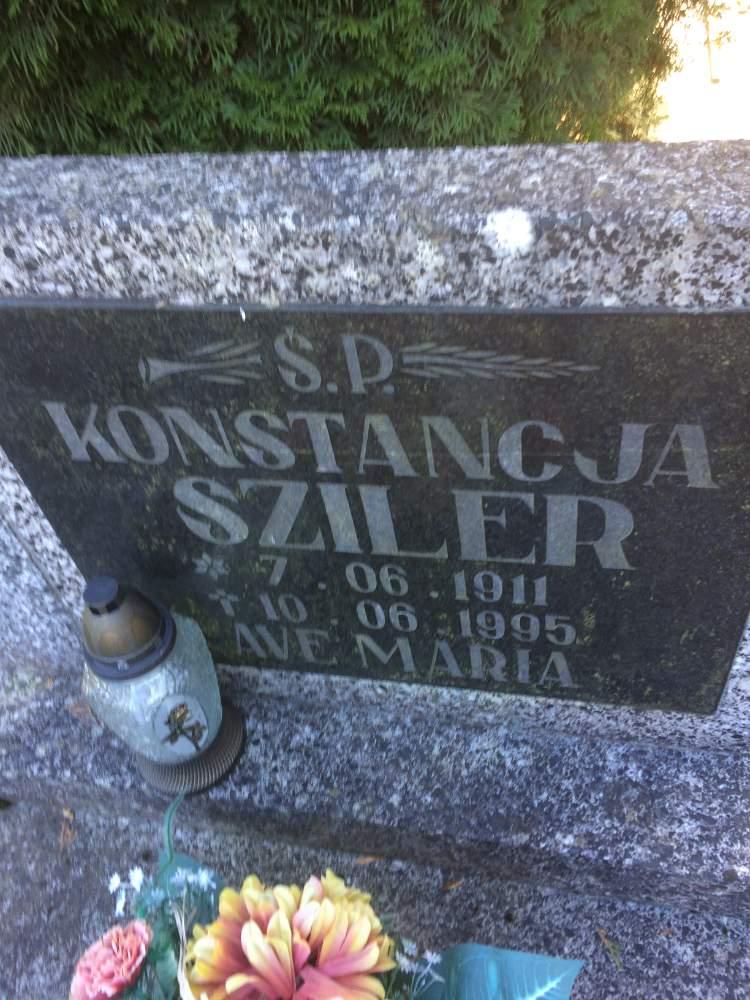 Ś.P.
KONSTANCJA
SZILER
* 7.06.1911
† 10.06.1995
AVE MARIA